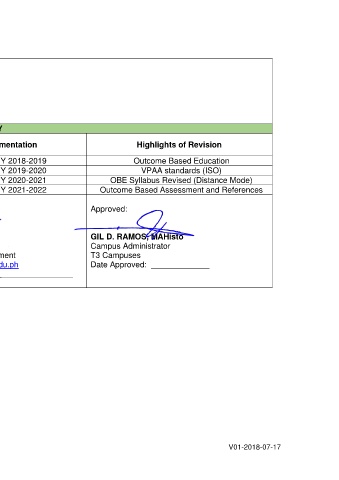 Y
mentation Highlights of Revision
Y 2018-2019 Outcome Based Education
Y 2019-2020 VPAA standards (ISO)
Y 2020-2021 OBE Syllabus Revised (Distance Mode)
Y 2021-2022 Outcome Based Assessment and References
Approved:
GIL D. RAMOS, MAHisto
Campus Administrator
ment T3 Campuses
du.ph Date Approved: ______________
V01-2018-07-17